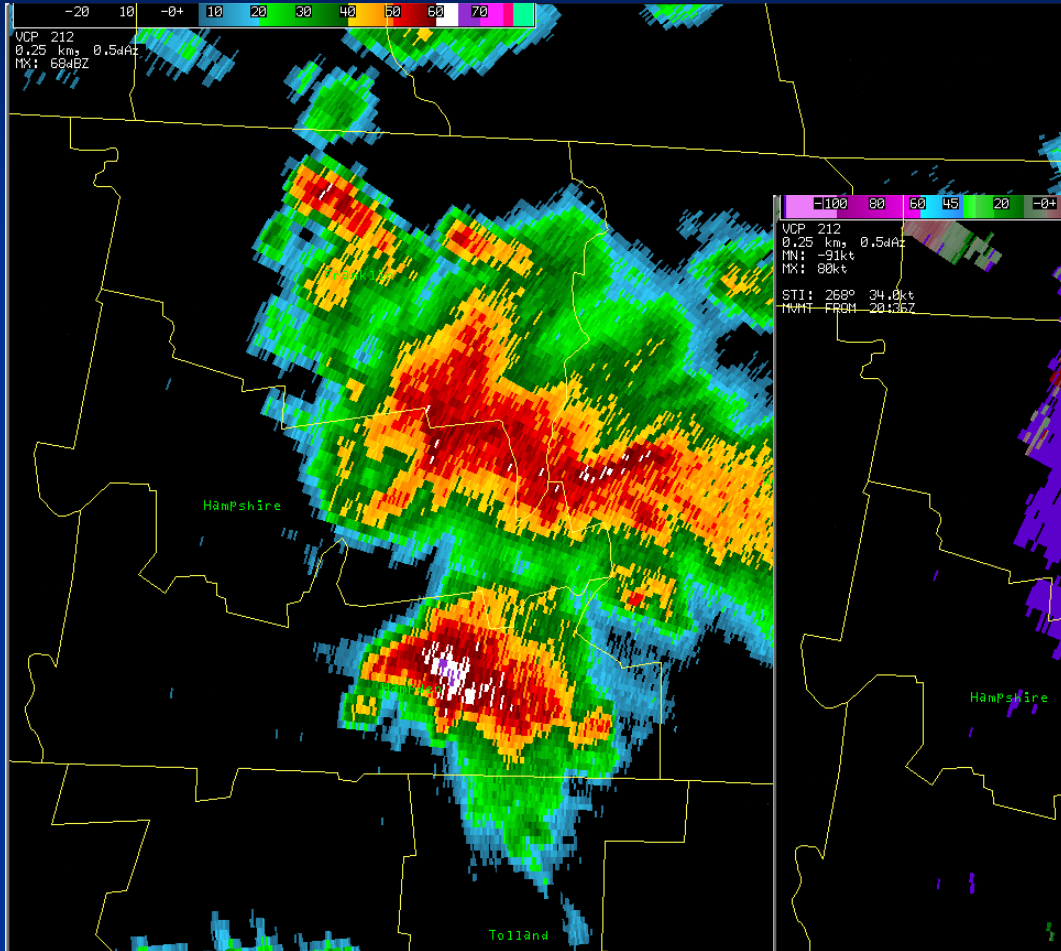 -20 10 -0+ 10 20 30 40 50 60 70
VCP 212
0.25 km, 0.5dAz
MX: 68dBZ
-100 80 60 45 20 -0+
VCP 212
0.25 km, 0.5dAz
MN: -91kt
MX: 80kt
STI: 268° 34.0kt
MVMT FROM 20:36Z
Franklin
Hampshire
Hampshire
Tolland